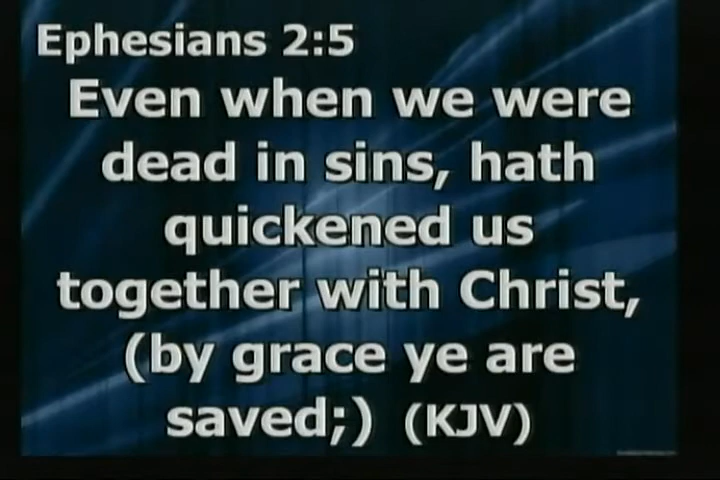 Ephesians 2:5
Even when we were
dead in sins, hath
quickened us
together with Christ,
(by grace ye are
saved;) (KJV)